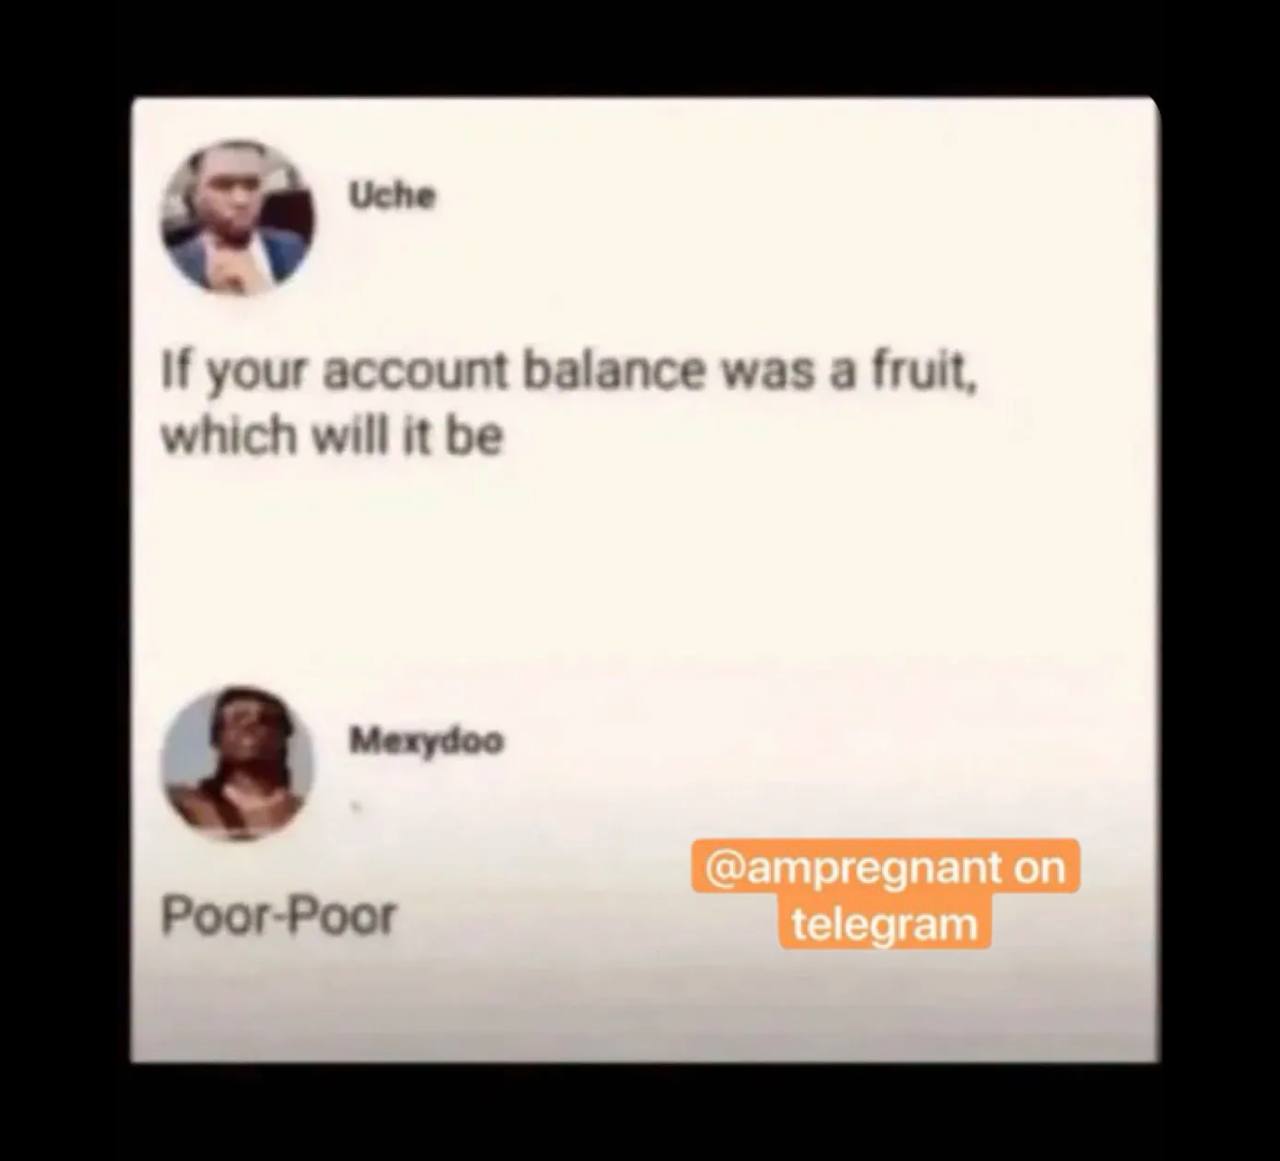 Uche
If your account balance was a fruit,
which will it be
Mexydoo
Poor-Poor
@ampregnant on
telegram